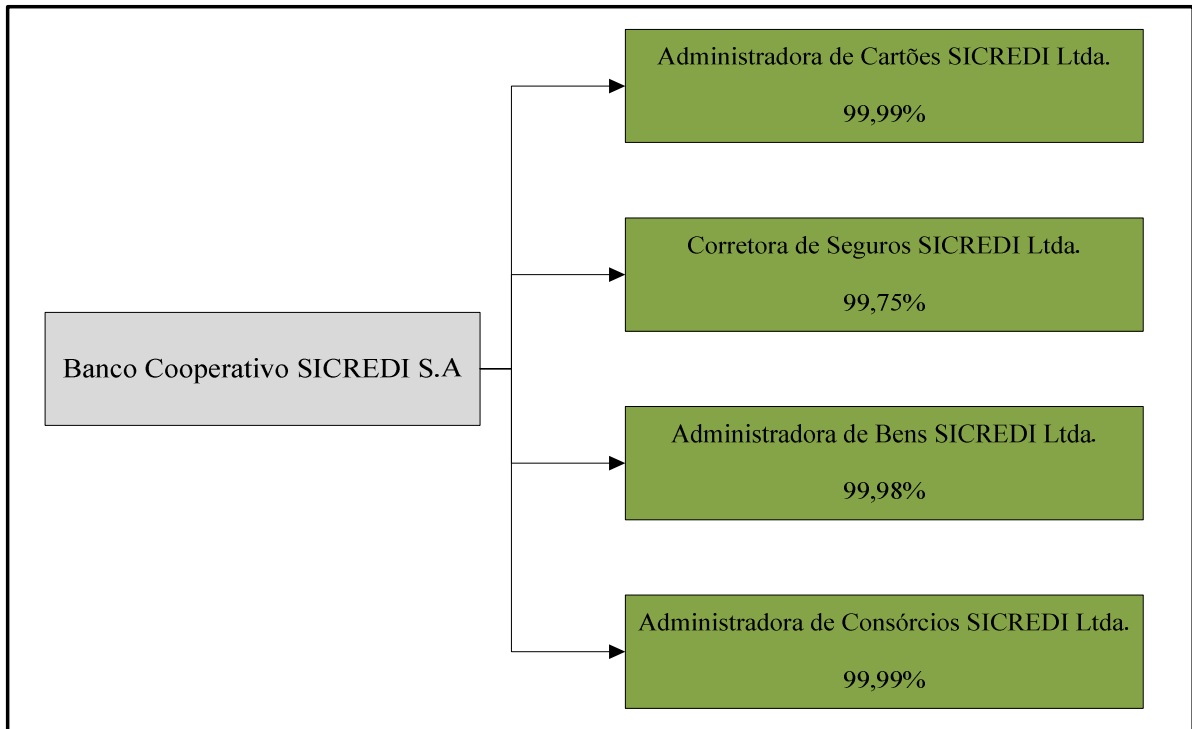 Administradora de Cartões SICREDI Ltda.
99,99%
Corretora de Seguros SICREDI Ltda.
99,75%
Banco Cooperativo SICREDI S.A
Administradora de Bens SICREDI Ltda.
99,98%
Administradora de Consórcios SICREDI Ltda.
99,99%